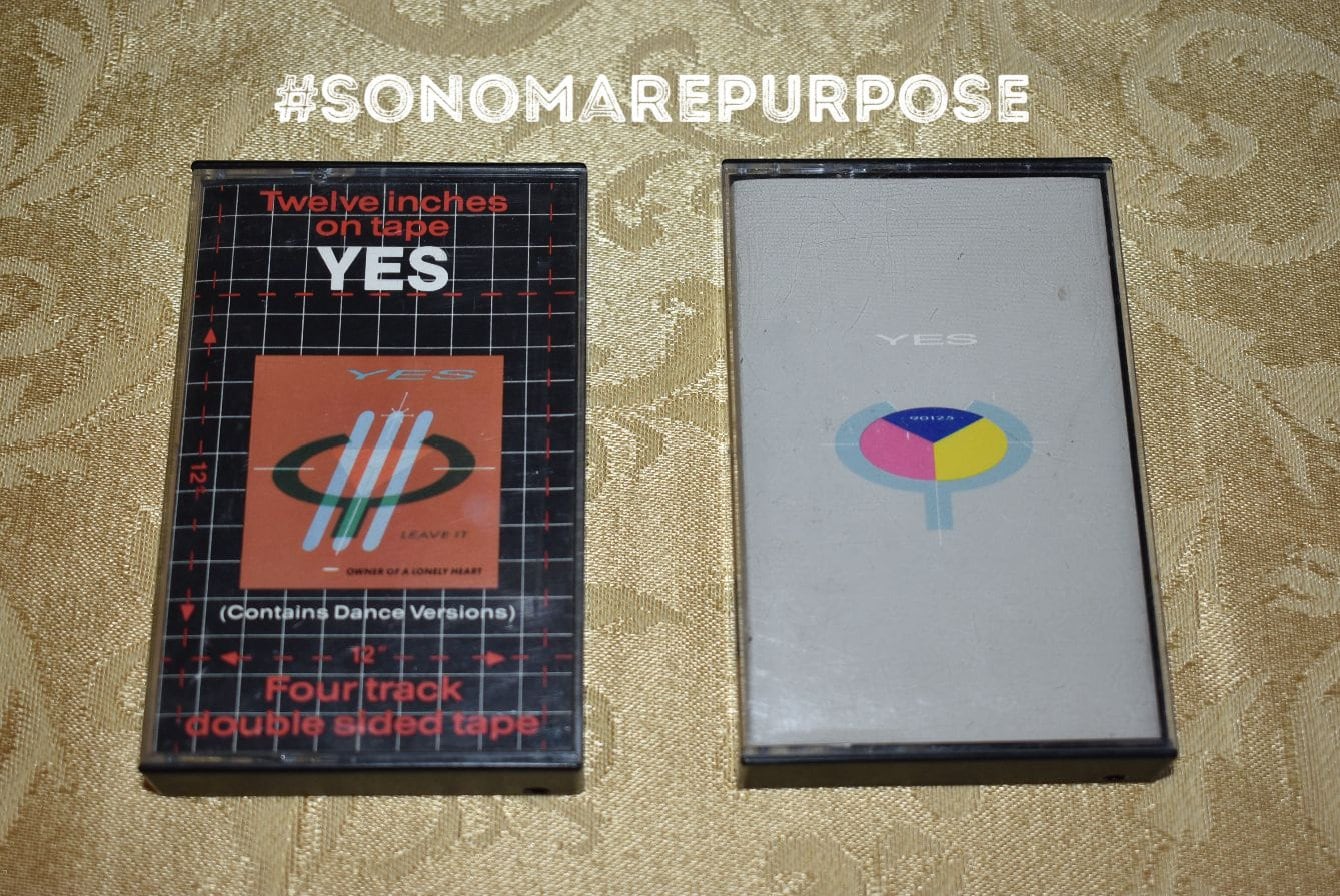 #SONOMAREPURPOSE
Twelve inches
on tape
YES
YES
LEAVE IT
OWNER OF A LONELY HEART
12"
(Contains Dance Versions)
12"
Four track
double sided tape
YES
90125